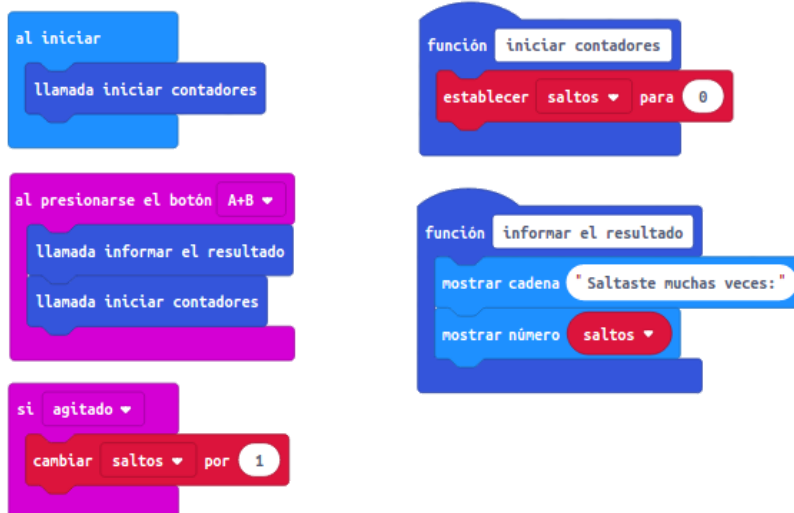 al iniciar
llamada iniciar contadores
al presionarse el botón A+B
llamada informar el resultado
llamada iniciar contadores
si agitado
cambiar saltos por 1
función iniciar contadores
establecer saltos para 0
función informar el resultado
mostrar cadena "Saltaste muchas veces:"
mostrar número saltos